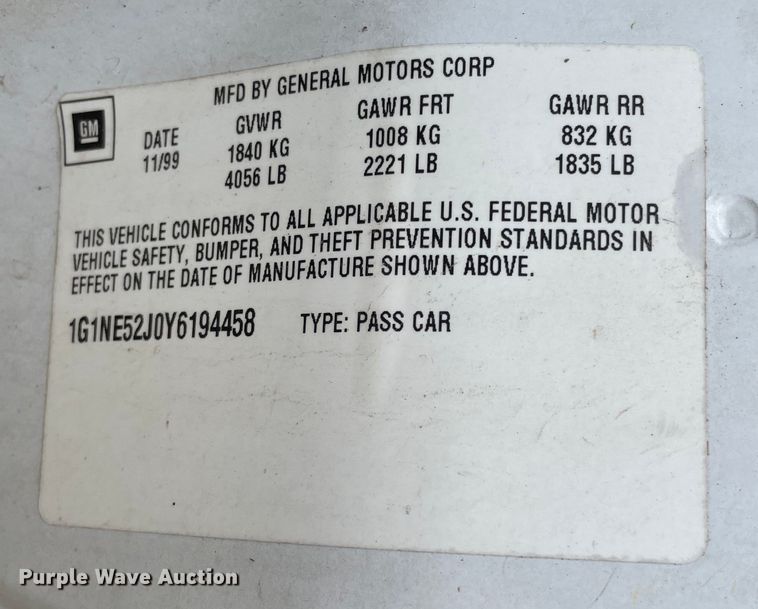 MFD BY GENERAL MOTORS CORP
GM
DATE GVWR GAWR FRT GAWR RR
11/99 1840 KG 1008 KG 832 KG
4056 LB 2221 LB 1835 LB
THIS VEHICLE CONFORMS TO ALL APPLICABLE U.S. FEDERAL MOTOR
VEHICLE SAFETY, BUMPER, AND THEFT PREVENTION STANDARDS IN
EFFECT ON THE DATE OF MANUFACTURE SHOWN ABOVE.
1G1NE52J0Y6194458 TYPE: PASS CAR
Purple Wave Auction